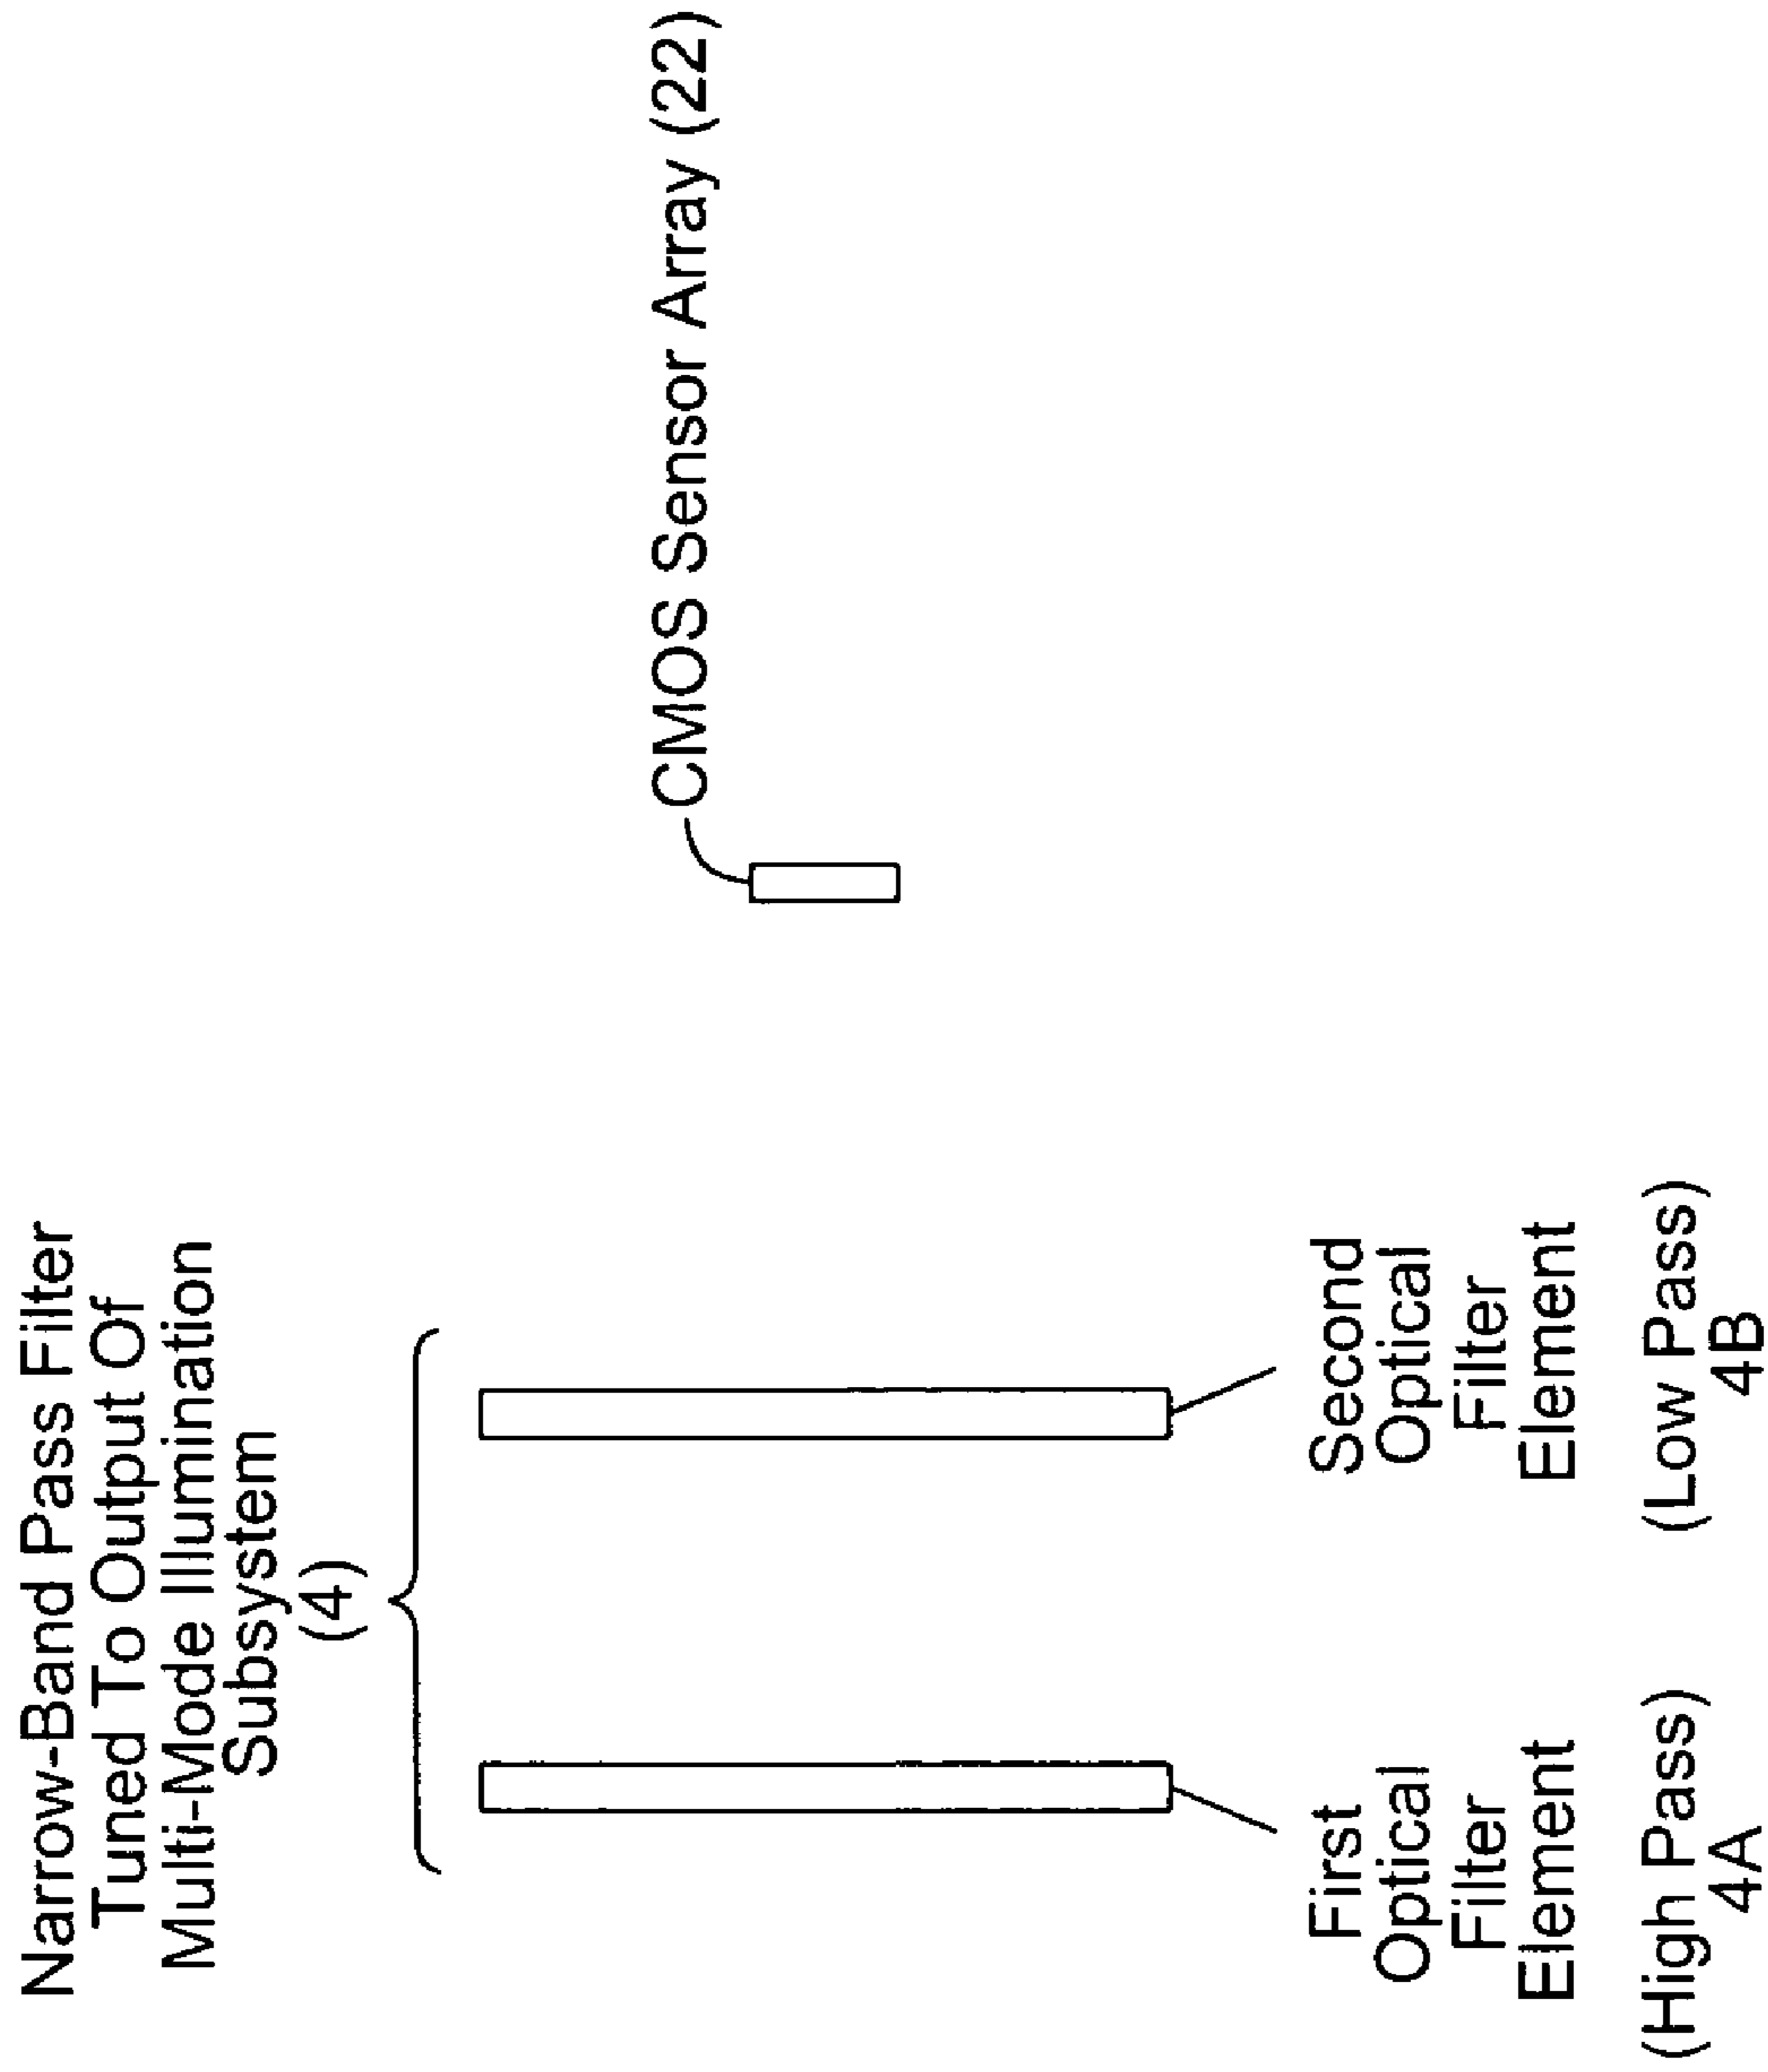 Narrow-Band Pass Filter
Tuned To Output Of
Multi-Mode Illumination
Subsystem
(4)
CMOS Sensor Array (22)
First
Optical
Filter
Element
(High Pass)
4A
Second
Optical
Filter
Element
(Low Pass)
4B